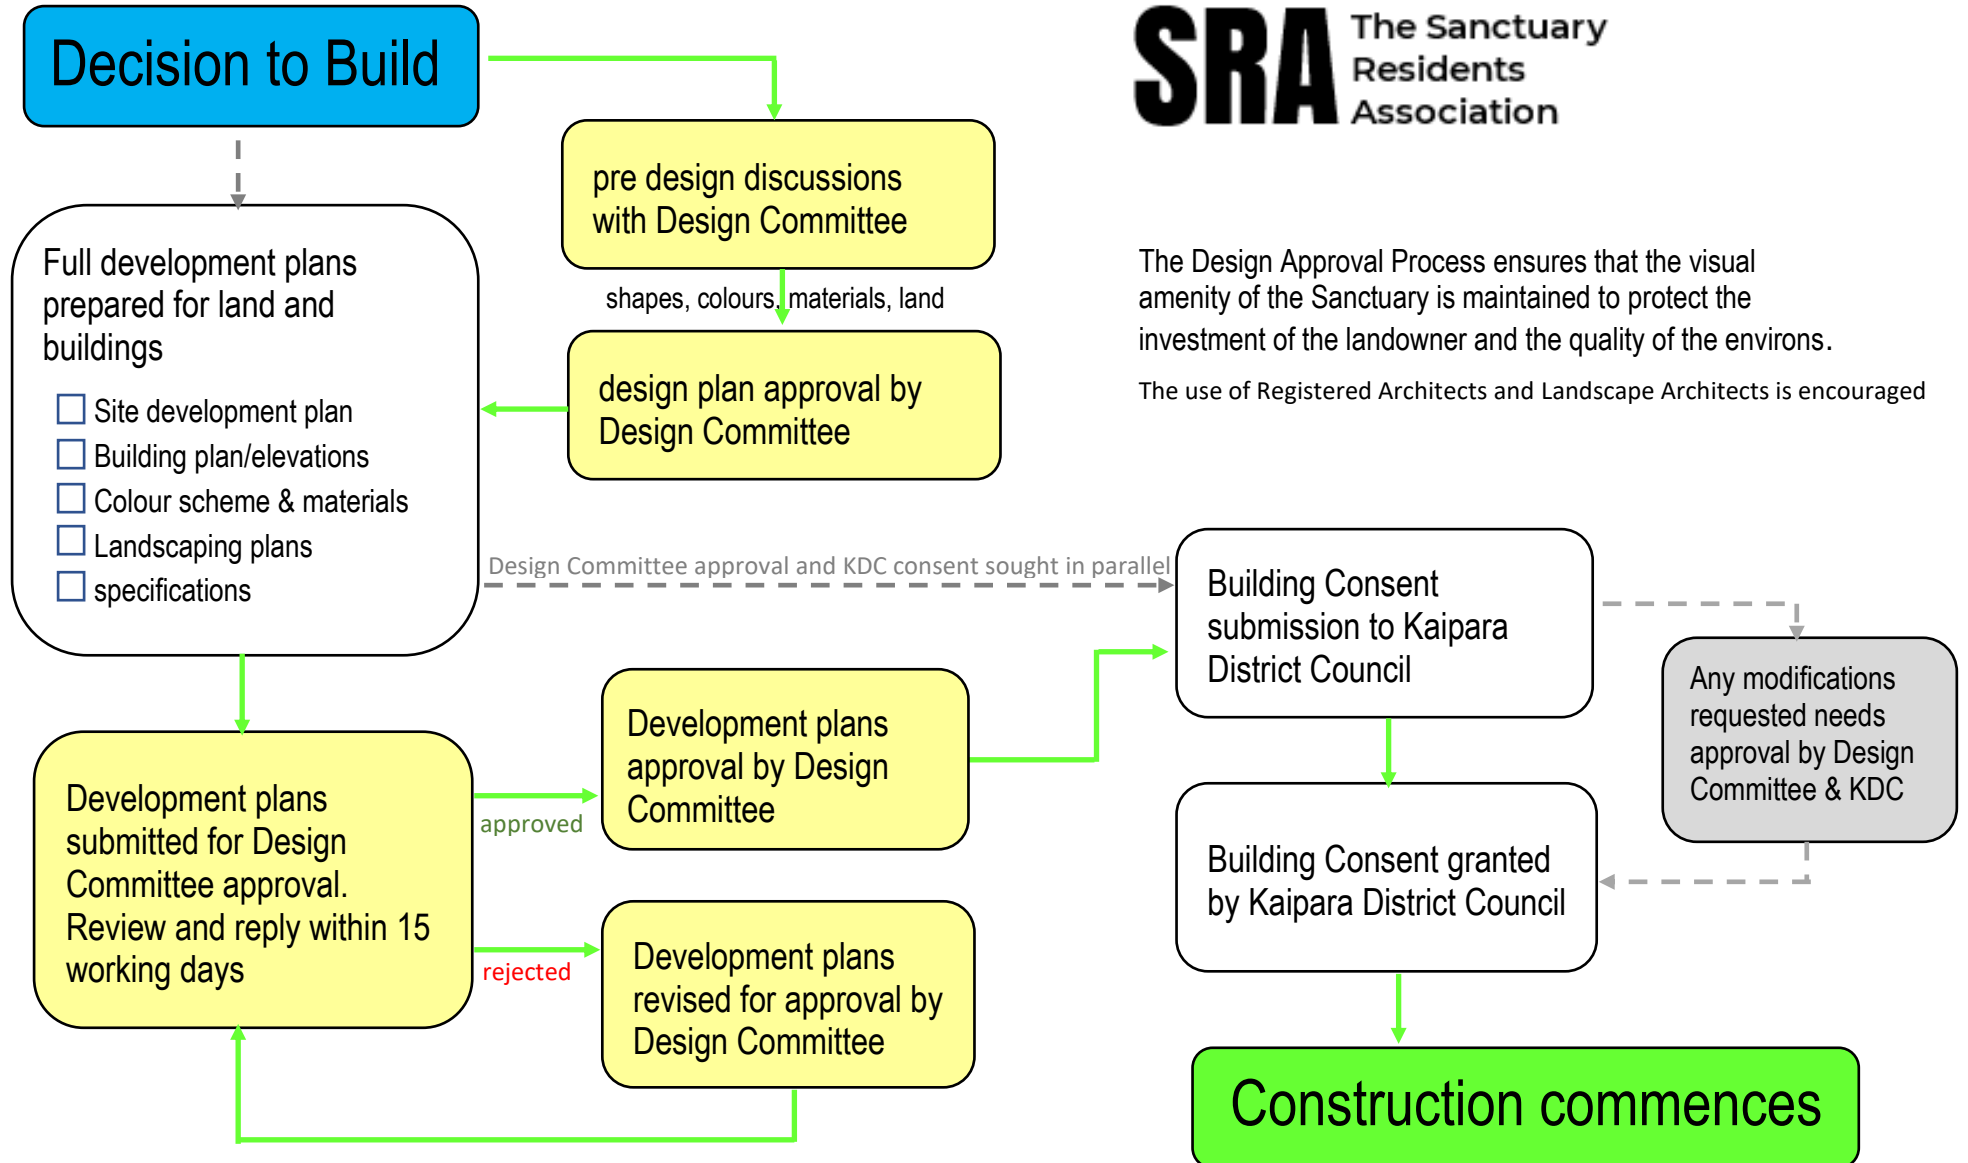 Decision to Build
SRA
The Sanctuary
Residents
Association
pre design discussions
with Design Committee
shapes, colours, materials, land
design plan approval by
Design Committee
Full development plans
prepared for land and
buildings
Site development plan
Building plan/elevations
Colour scheme & materials
Landscaping plans
specifications
The Design Approval Process ensures that the visual
amenity of the Sanctuary is maintained to protect the
investment of the landowner and the quality of the environs.
The use of Registered Architects and Landscape Architects is encouraged
Design Committee approval and KDC consent sought in parallel
Building Consent
submission to Kaipara
District Council
Any modifications
requested needs
approval by Design
Committee & KDC
Development plans
submitted for Design
Committee approval.
Review and reply within 15
working days
approved
Development plans
approval by Design
Committee
rejected
Development plans
revised for approval by
Design Committee
Building Consent granted
by Kaipara District Council
Construction commences